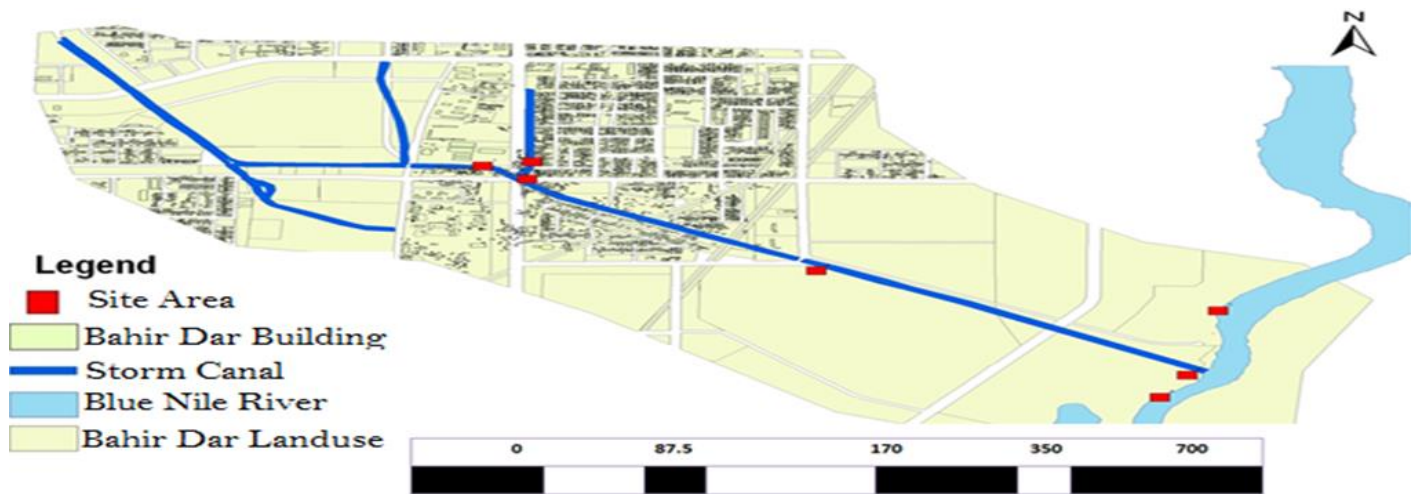 N
Legend
Site Area
Bahir Dar Building
Storm Canal
Blue Nile River
Bahir Dar Landuse
0 87.5 170 350 700